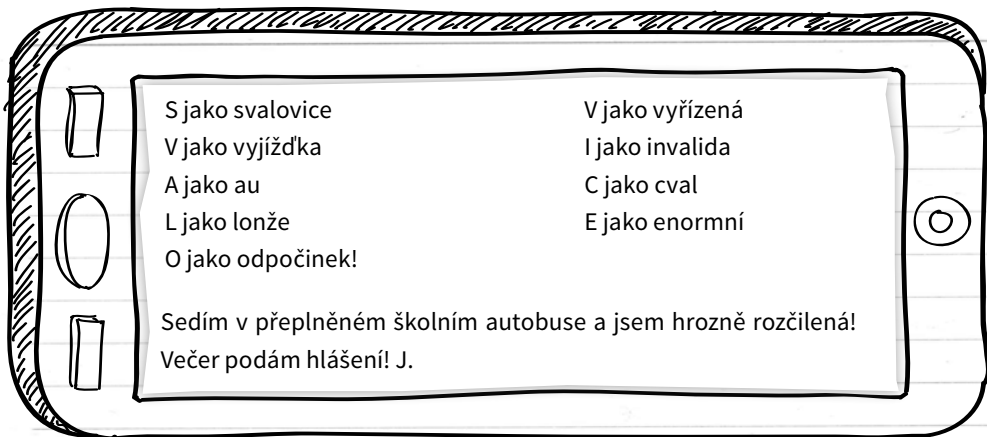 S jako svalovice
V jako vyjížďka
A jako au
L jako lonže
O jako odpočinek!
V jako vyřízená
I jako invalida
C jako cval
E jako enormní
Sedím v přeplněném školním autobuse a jsem hrozně rozčilená!
Večer podám hlášení! J.